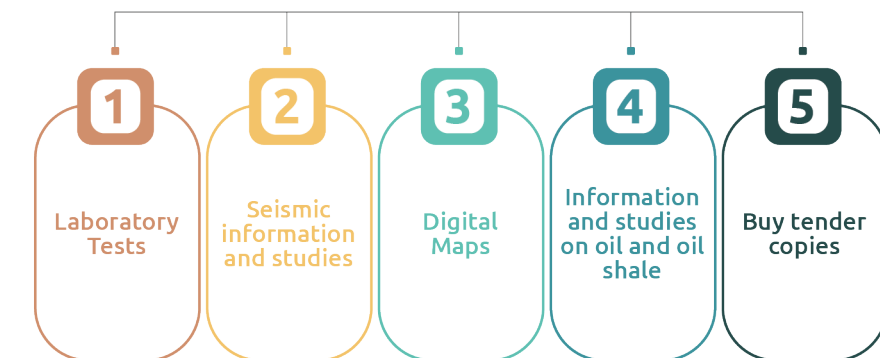 1
Laboratory
Tests
2
Seismic
information
and studies
3
Digital
Maps
4
Information
and studies
on oil and oil
shale
5
Buy tender
copies